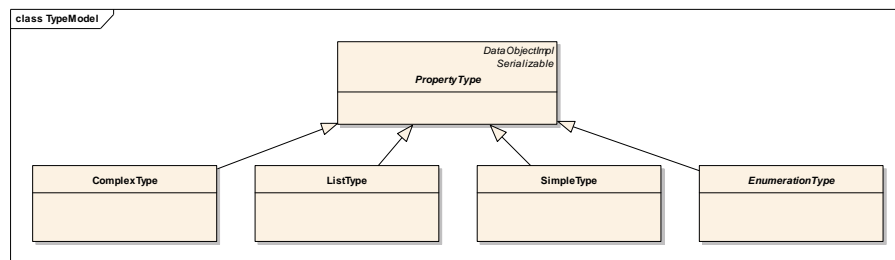 class TypeModel
DataObjectImpl
Serializable
PropertyType
ComplexType
ListType
SimpleType
EnumerationType